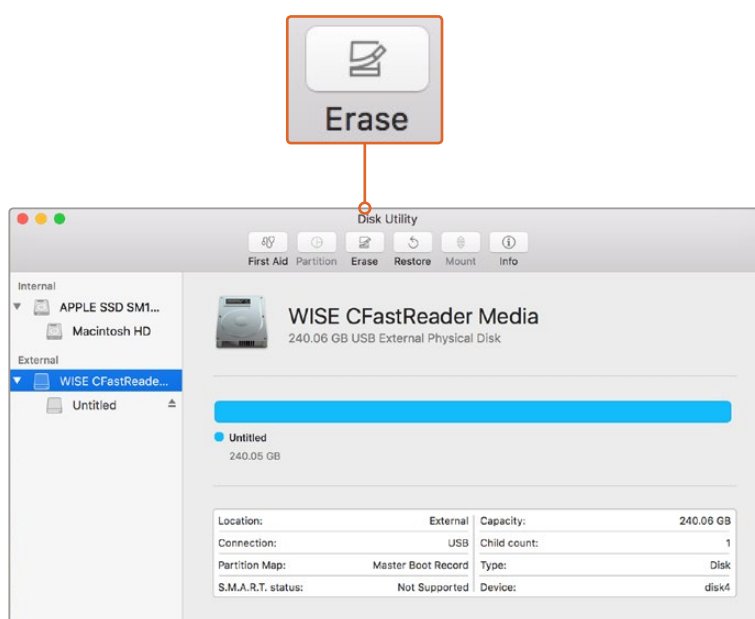 Erase
Disk Utility
First Aid Partition Erase Restore Mount Info
Internal
APPLE SSD SM1...
Macintosh HD
External
WISE CFastReade...
Untitled
WISE CFastReader Media
240.06 GB USB External Physical Disk
Untitled
240.05 GB
Location: External Capacity: 240.06 GB
Connection: USB Child count: 1
Partition Map: Master Boot Record Type: Disk
S.M.A.R.T. status: Not Supported Device: disk4